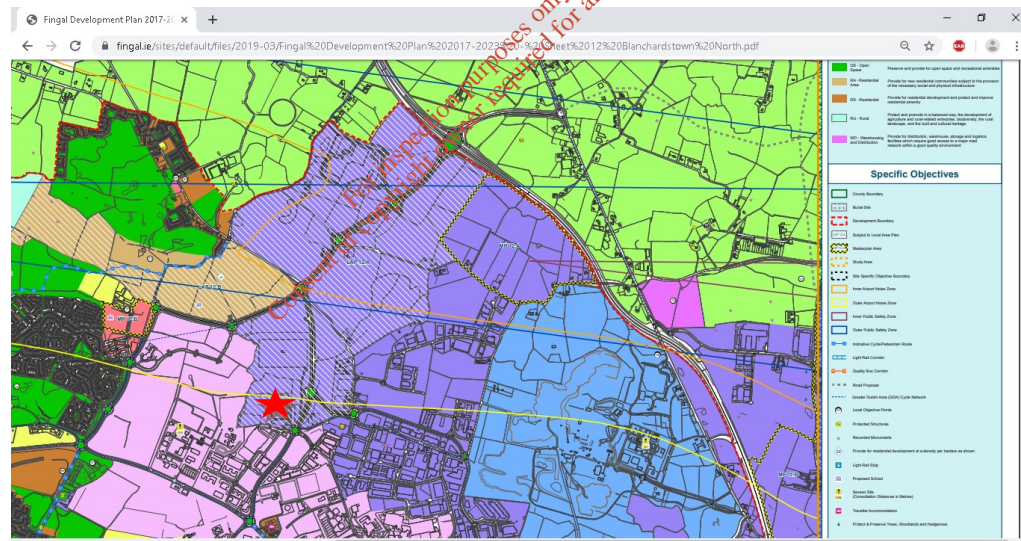 Fingal Development Plan 2017-20
fingal.ie/sites/default/files/2019-03/Fingal%20Development%20Plan%202017-2023%20-%20Sheet%2012%20Blanchardstown%20North.pdf
EAB
For inspection purposes only.
Consent of copyright owner required for any
OS - Open Space
Preserve and provide for open space and recreational amenities
RA - Residential Area
Provide for new residential communities subject to the provision of the necessary social and physical infrastructure
RS - Residential
Provide for residential development and protect and improve residential amenity
RU - Rural
Protect and promote in a balanced way, the development of agriculture and rural-related enterprise, biodiversity, the rural landscape, and the built and cultural heritage
WD - Warehousing and Distribution
Provide for distribution, warehouse, storage and logistics facilities which require good access to a major road network within a good quality environment
Specific Objectives
County Boundary
Burial Site
Development Boundary
Subject to Local Area Plan
Masterplan Area
Study Area
Site Specific Objective Boundary
Inner Airport Noise Zone
Outer Airport Noise Zone
Inner Public Safety Zone
Outer Public Safety Zone
Indicative Cycle/Pedestrian Route
Light Rail Corridor
Quality Bus Corridor
Road Proposal
Greater Dublin Area (GDA) Cycle Network
Local Objective Points
Protected Structures
Recorded Monuments
Provide for residential development at a density per hectare as shown
Light Rail Stop
Proposed School
Seveso Site
(Consultation Distances in Metres)
Traveller Accommodation
Protect & Preserve Trees, Woodlands and Hedgerows